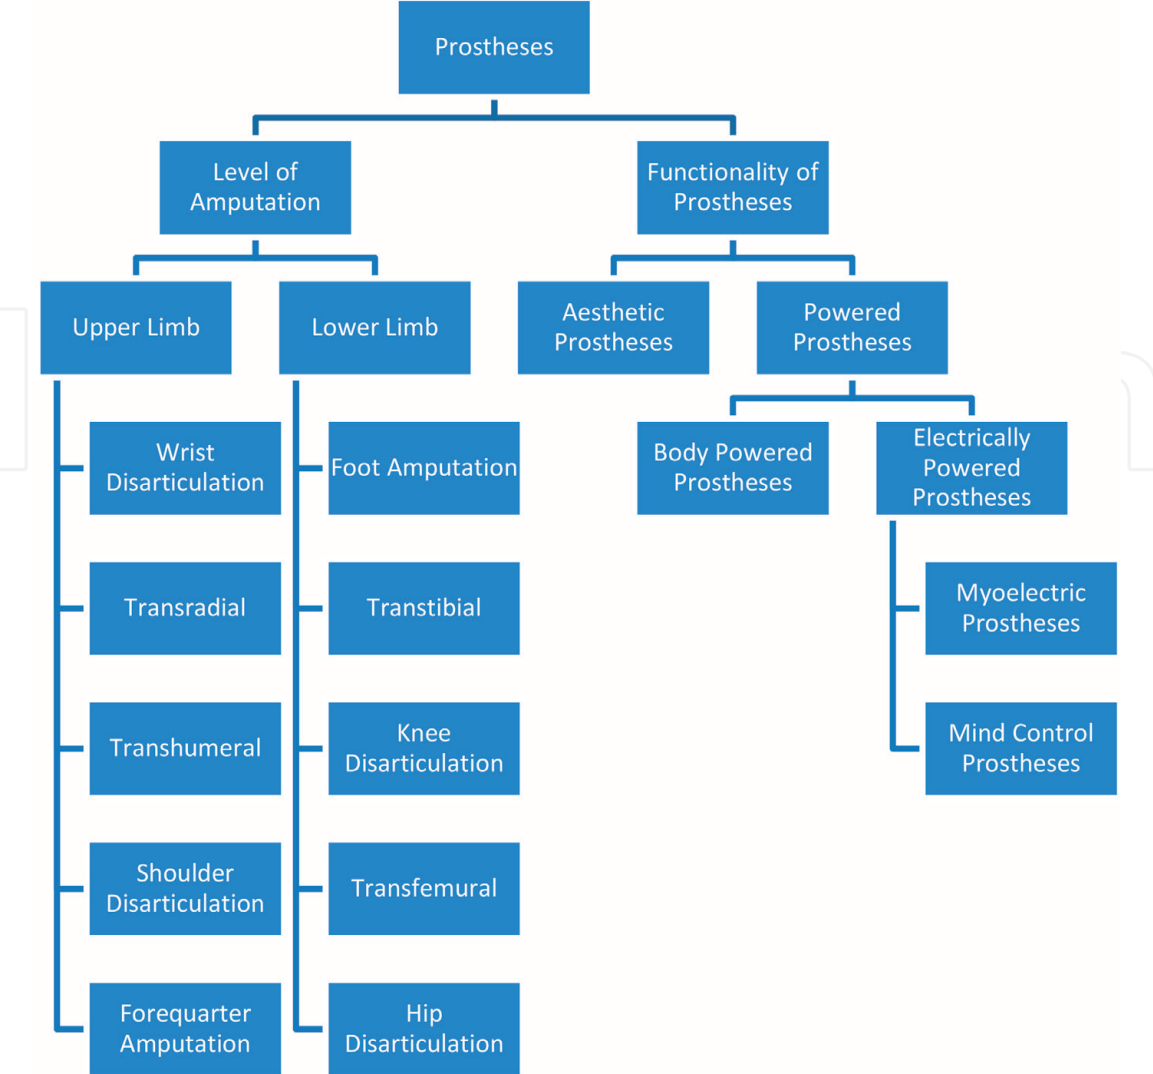 Prostheses
Level of
Amputation
Functionality of
Prostheses
Upper Limb
Lower Limb
Aesthetic
Prostheses
Powered
Prostheses
Wrist
Disarticulation
Foot Amputation
Body Powered
Prostheses
Electrically
Powered
Prostheses
Transradial
Transtibial
Myoelectric
Prostheses
Transhumeral
Knee
Disarticulation
Mind Control
Prostheses
Shoulder
Disarticulation
Transfemural
Forequarter
Amputation
Hip
Disarticulation